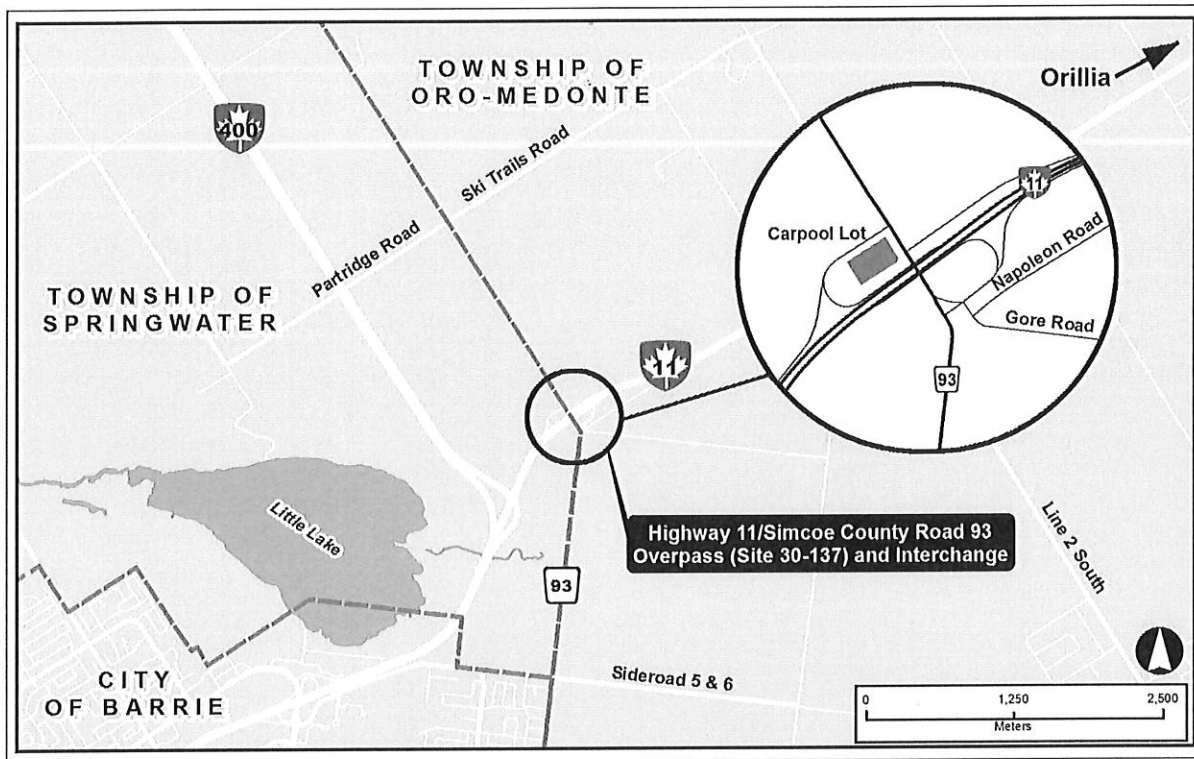 TOWNSHIP OF
ORO-MEDONTE
Orillia
400
Ski Trails Road
11
Carpool Lot
Partridge Road
Napoleon Road
TOWNSHIP OF
SPRINGWATER
Gore Road
11
93
Little Lake
Highway 11/Simcoe County Road 93
Overpass (Site 30-137) and Interchange
Line 2 South
93
CITY
OF BARRIE
Sideroad 5 & 6
0 1,250 2,500
Meters